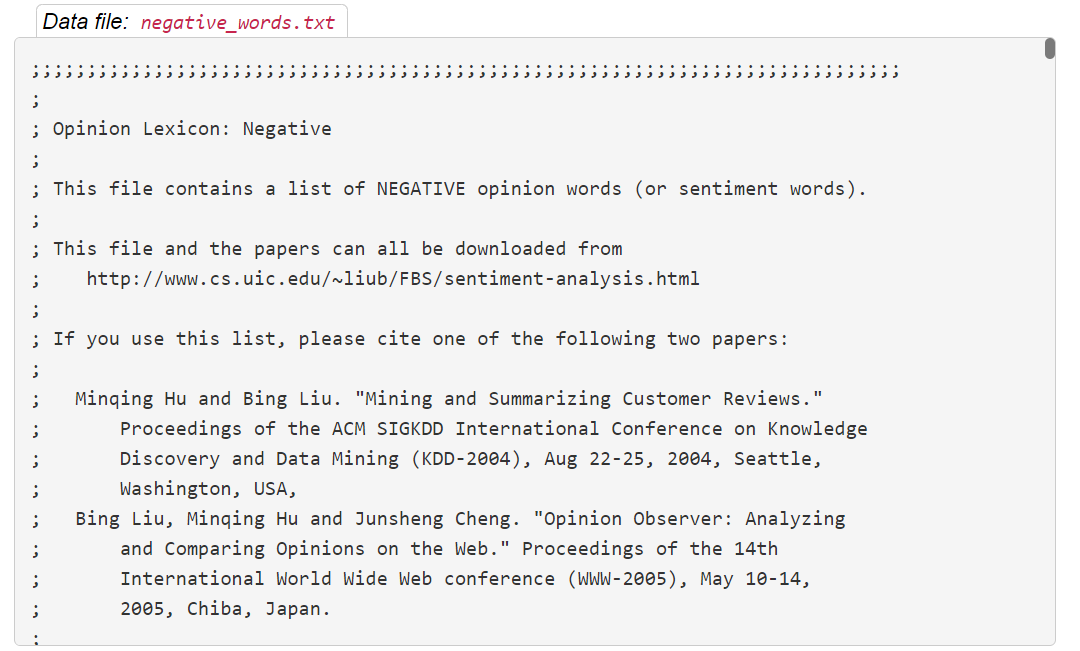 Data file: negative_words.txt
;;;;;;;;;;;;;;;;;;;;;;;;;;;;;;;;;;;;;;;;;;;;;;;;;;;;;;;;;;;;;;;;;;;;;;;;;;;;;;
;
; Opinion Lexicon: Negative
;
; This file contains a list of NEGATIVE opinion words (or sentiment words).
;
; This file and the papers can all be downloaded from
;    http://www.cs.uic.edu/~liub/FBS/sentiment-analysis.html
;
; If you use this list, please cite one of the following two papers:
;
;   Minqing Hu and Bing Liu. "Mining and Summarizing Customer Reviews."
;       Proceedings of the ACM SIGKDD International Conference on Knowledge
;       Discovery and Data Mining (KDD-2004), Aug 22-25, 2004, Seattle,
;       Washington, USA,
;   Bing Liu, Minqing Hu and Junsheng Cheng. "Opinion Observer: Analyzing
;       and Comparing Opinions on the Web." Proceedings of the 14th
;       International World Wide Web conference (WWW-2005), May 10-14,
;       2005, Chiba, Japan.
;